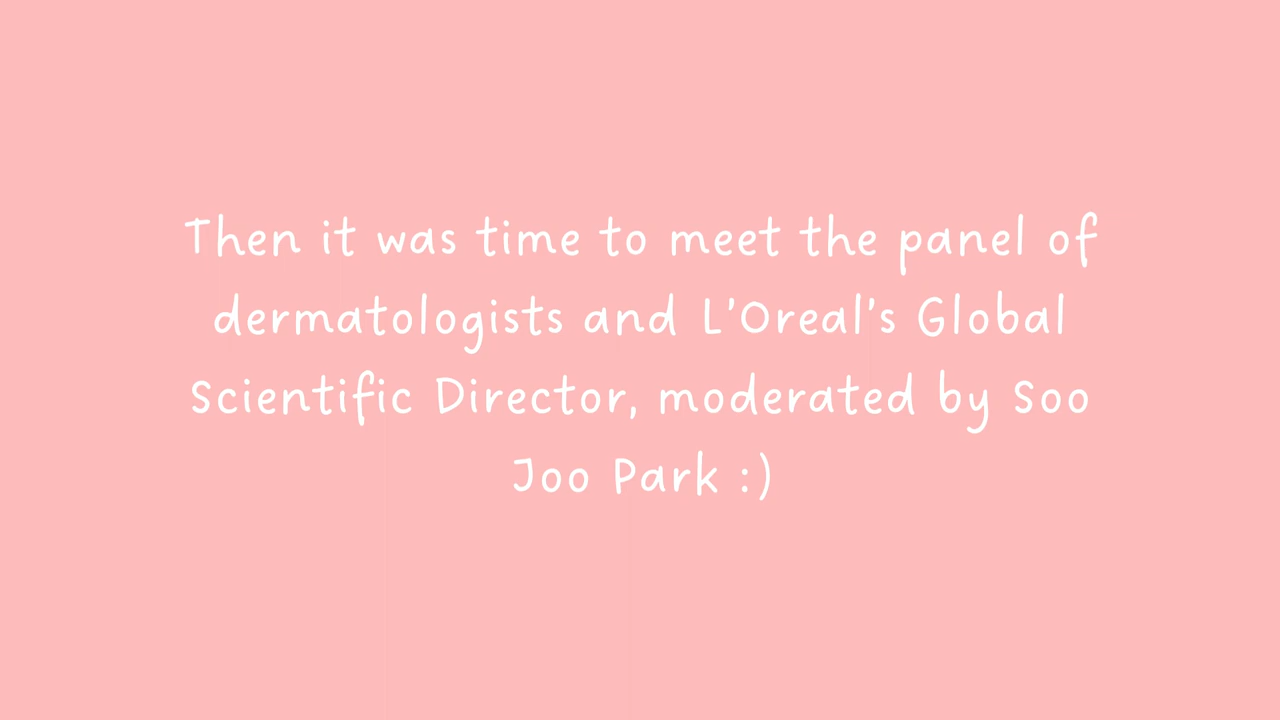 Then it was time to meet the panel of
dermatologists and L'Oreal's Global
Scientific Director, moderated by Soo
Joo Park :)